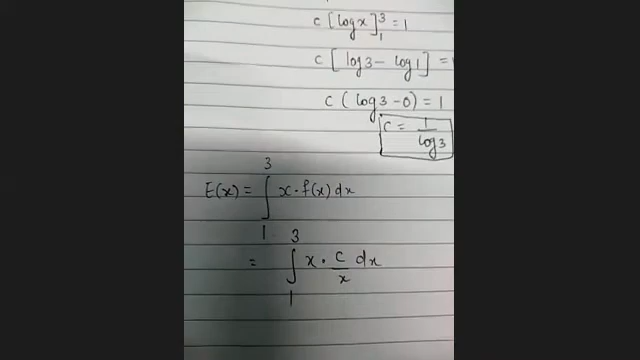 c [log x]₁³ = 1
c [log 3 − log 1] =
c (log 3 − 0) = 1
c = 1/log 3
E(x) = ∫₁³ x · f(x) dx
= ∫₁³ x · c/x dx